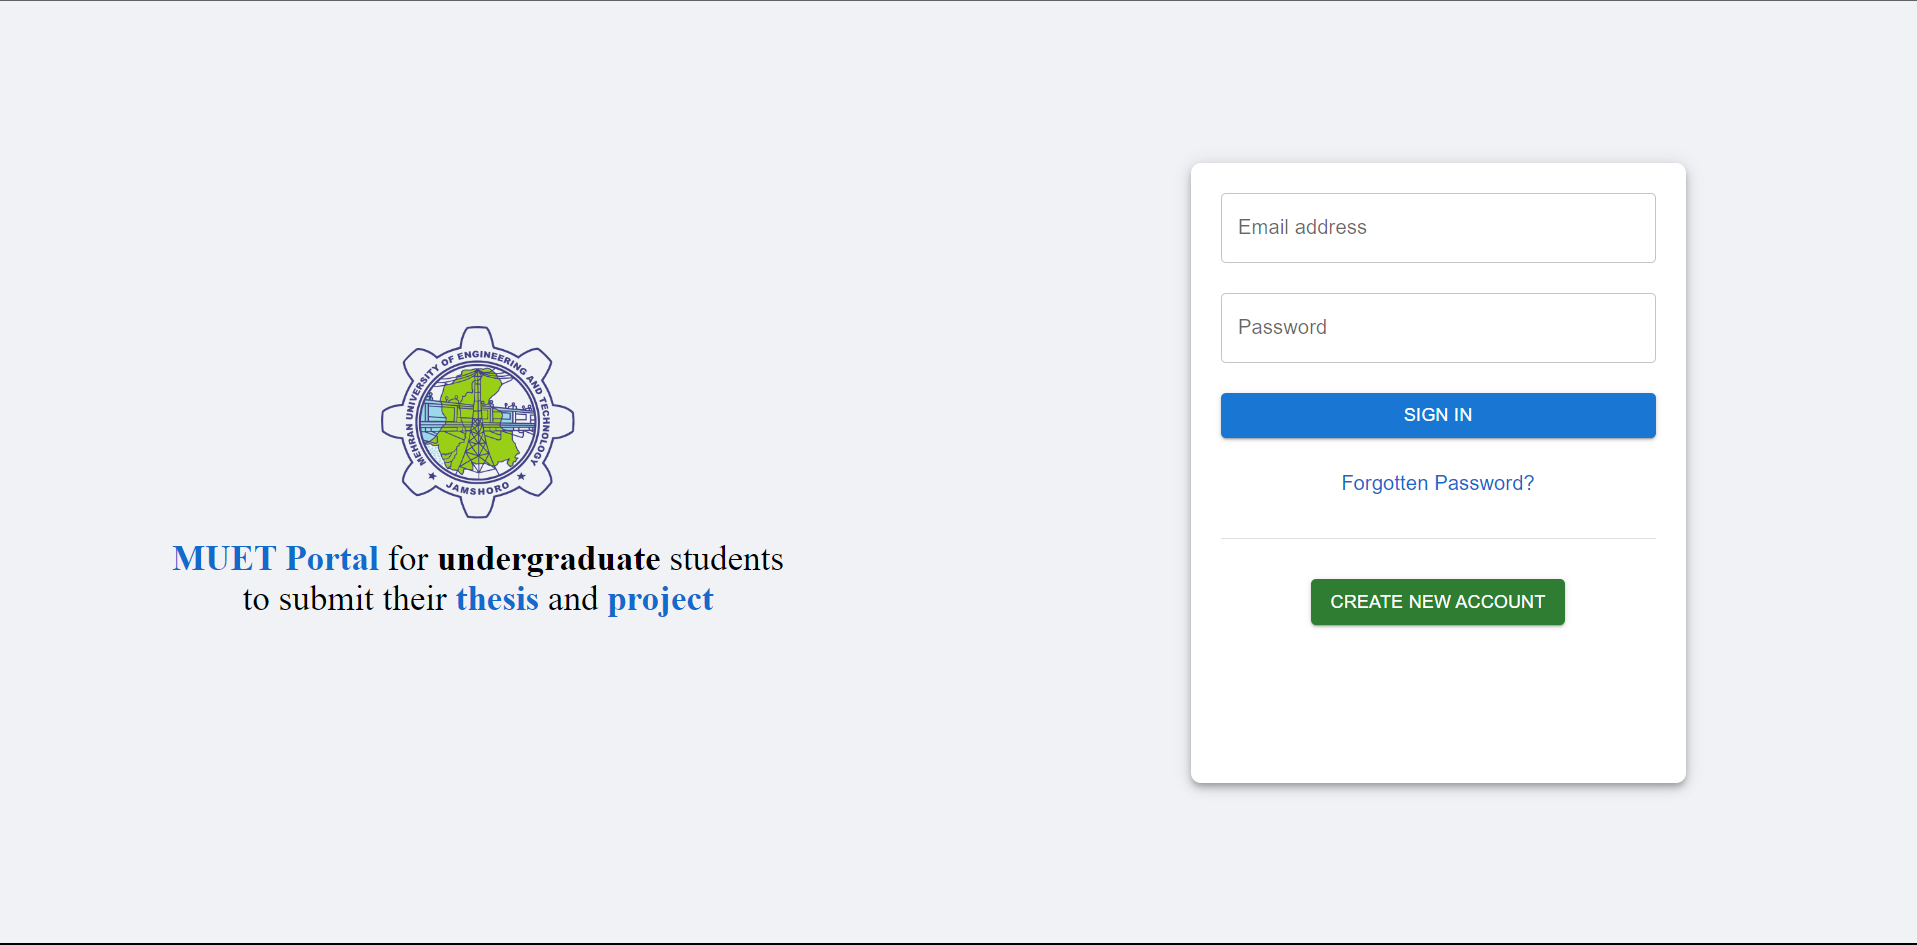 MEHRAN UNIVERSITY OF ENGINEERING AND TECHNOLOGY
JAMSHORO
MUET Portal for undergraduate students
to submit their thesis and project
Email address
Password
SIGN IN
Forgotten Password?
CREATE NEW ACCOUNT